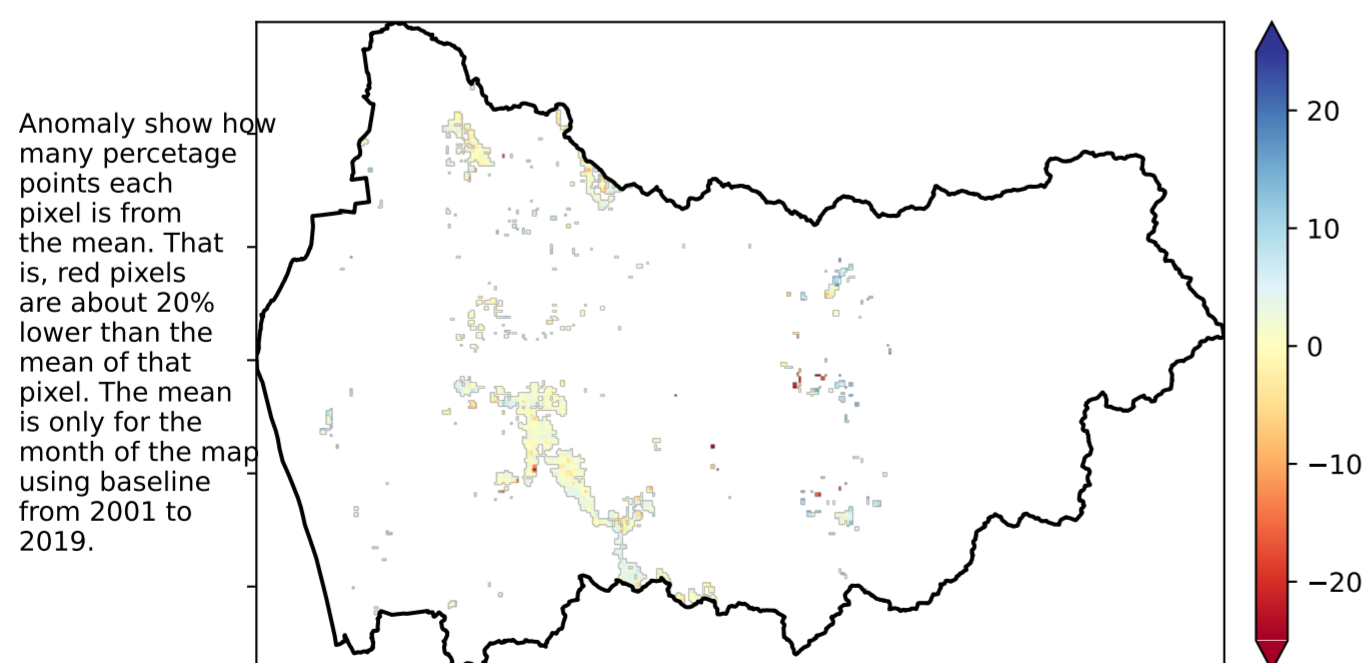 Anomaly show how
many percetage
points each
pixel is from
the mean. That
is, red pixels
are about 20%
lower than the
mean of that
pixel. The mean
is only for the
month of the map
using baseline
from 2001 to
2019.
20
10
0
−10
−20